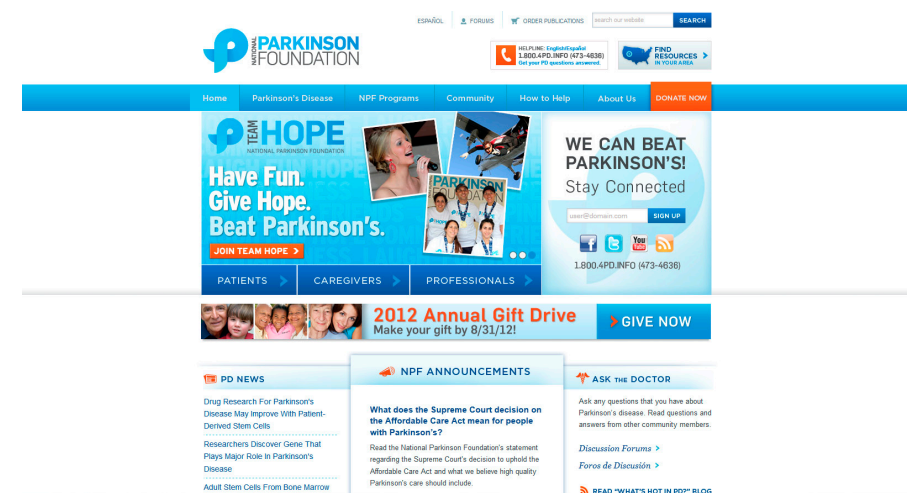 ESPAÑOL
FORUMS
ORDER PUBLICATIONS
search our website
SEARCH
NATIONAL
PARKINSON
FOUNDATION
HELPLINE: English/Español
1.800.4PD.INFO (473-4636)
Get your PD questions answered.
FIND
RESOURCES
IN YOUR AREA
Home
Parkinson's Disease
NPF Programs
Community
How to Help
About Us
DONATE NOW
TEAM
HOPE
NATIONAL PARKINSON FOUNDATION
Have Fun.
Give Hope.
Beat Parkinson's.
JOIN TEAM HOPE
PARKINSON
FOUNDATION
WE CAN BEAT
PARKINSON'S!
Stay Connected
user@domain.com
SIGN UP
You
Tube
1.800.4PD.INFO (473-4636)
PATIENTS
CAREGIVERS
PROFESSIONALS
2012 Annual Gift Drive
Make your gift by 8/31/12!
GIVE NOW
PD NEWS
Drug Research For Parkinson's
Disease May Improve With Patient-
Derived Stem Cells
Researchers Discover Gene That
Plays Major Role In Parkinson's
Disease
Adult Stem Cells From Bone Marrow
NPF ANNOUNCEMENTS
What does the Supreme Court decision on
the Affordable Care Act mean for people
with Parkinson's?
Read the National Parkinson Foundation's statement
regarding the Supreme Court's decision to uphold the
Affordable Care Act and what we believe high quality
Parkinson's care should include.
ASK THE DOCTOR
Ask any questions that you have about
Parkinson's disease. Read questions and
answers from other community members.
Discussion Forums
Foros de Discusión
READ "WHAT'S HOT IN PD?" BLOG